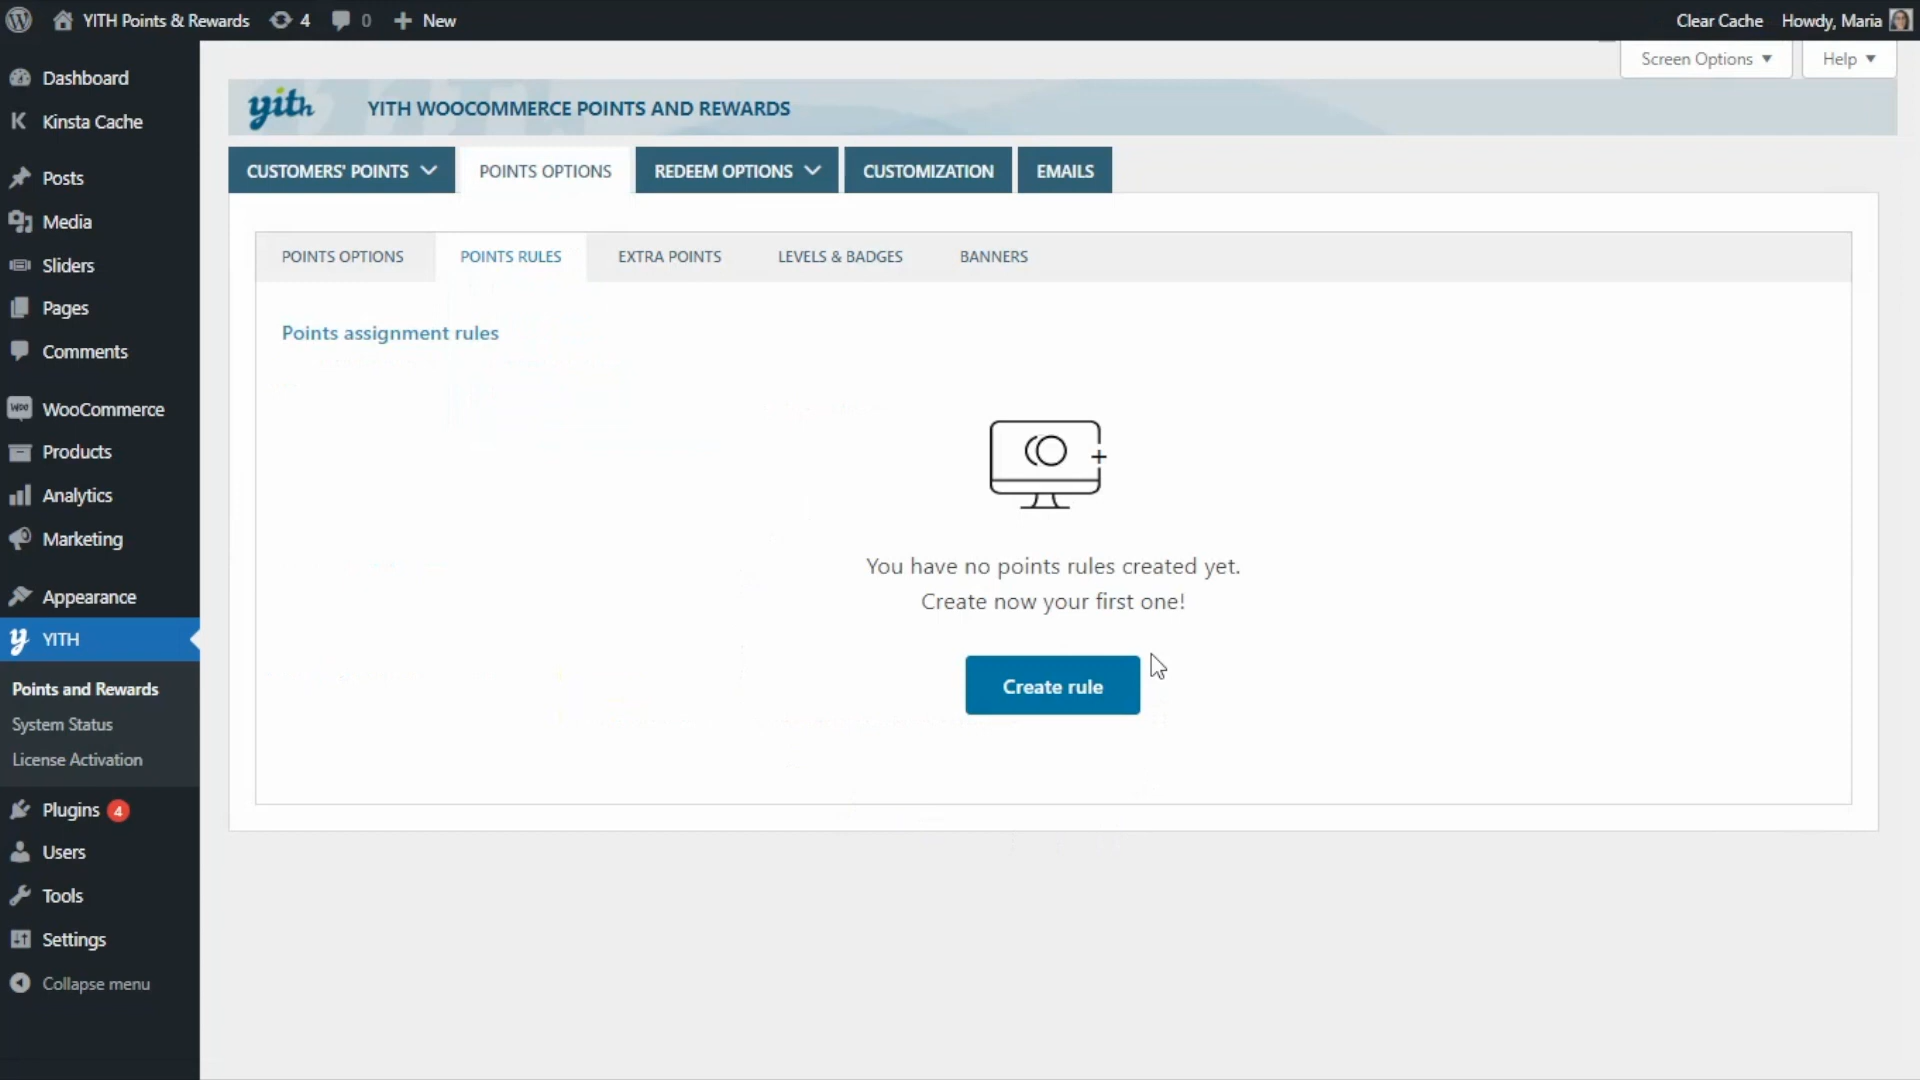 YITH Points & Rewards 4 0 New Clear Cache Howdy, Maria
Screen Options Help
Dashboard
Kinsta Cache
Posts
Media
Sliders
Pages
Comments
WooCommerce
Products
Analytics
Marketing
Appearance
YITH
Points and Rewards
System Status
License Activation
Plugins 4
Users
Tools
Settings
Collapse menu
yith YITH WOOCOMMERCE POINTS AND REWARDS
CUSTOMERS' POINTS POINTS OPTIONS REDEEM OPTIONS CUSTOMIZATION EMAILS
POINTS OPTIONS POINTS RULES EXTRA POINTS LEVELS & BADGES BANNERS
Points assignment rules
You have no points rules created yet.
Create now your first one!
Create rule